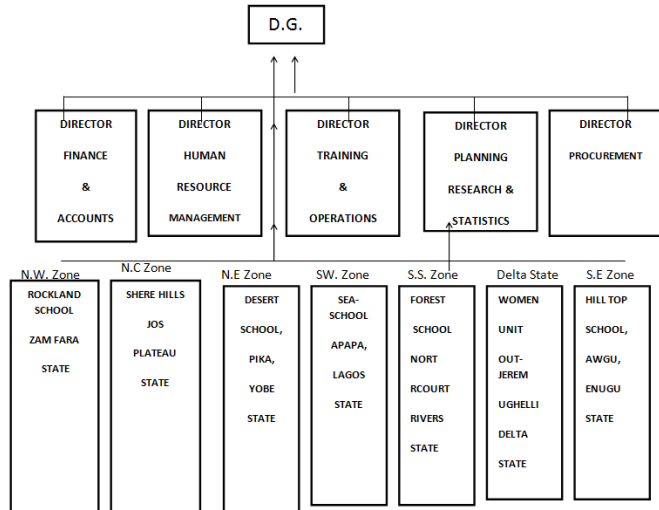 D.G.
DIRECTOR
FINANCE
&
ACCOUNTS
DIRECTOR
HUMAN
RESOURCE
MANAGEMENT
DIRECTOR
TRAINING
&
OPERATIONS
DIRECTOR
PLANNING
RESEARCH &
STATISTICS
DIRECTOR
PROCUREMENT
N.W. Zone
ROCKLAND
SCHOOL
ZAM FARA
STATE
N.C Zone
SHERE HILLS
JOS
PLATEAU
STATE
N.E Zone
DESERT
SCHOOL,
PIKA,
YOBE
STATE
SW. Zone
SEA-
SCHOOL
APAPA,
LAGOS
STATE
S.S. Zone
FOREST
SCHOOL
NORT
RCOURT
RIVERS
STATE
Delta State
WOMEN
UNIT
OUT-
JEREM
UGHELLI
DELTA
STATE
S.E Zone
HILL TOP
SCHOOL,
AWGU,
ENUGU
STATE